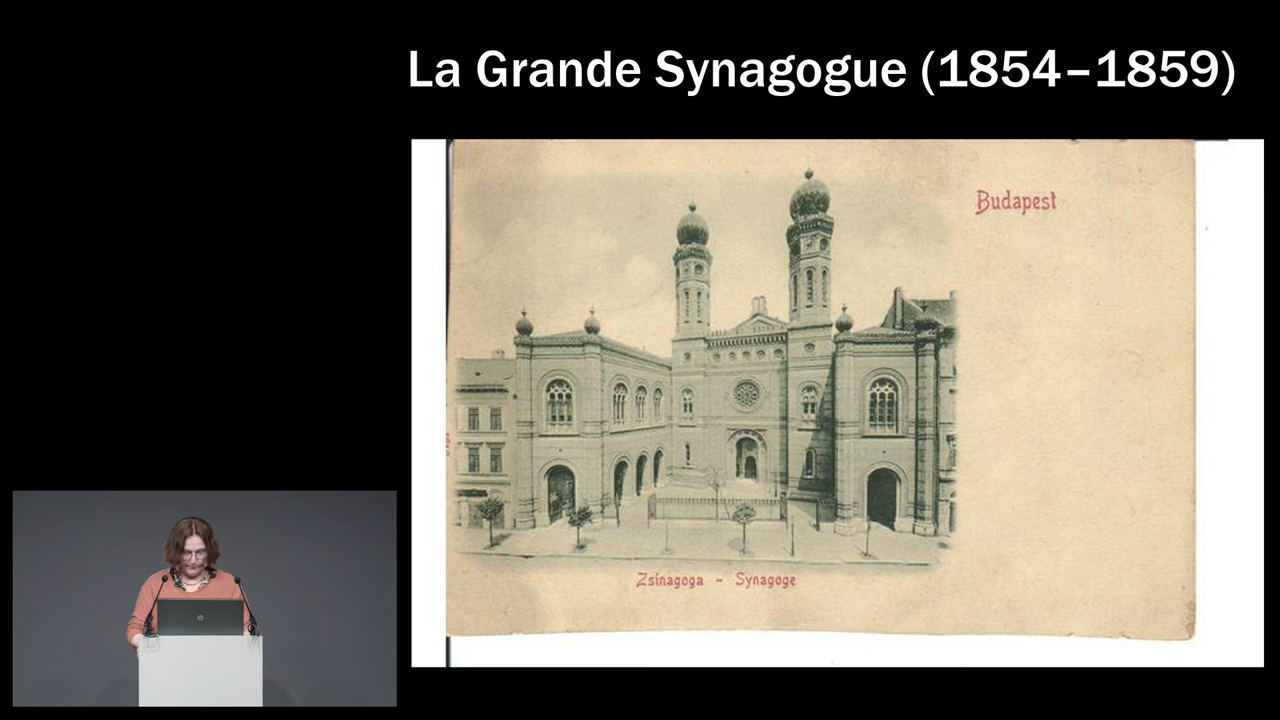 La Grande Synagogue (1854–1859)
Budapest
Zsinagoga - Synagoge